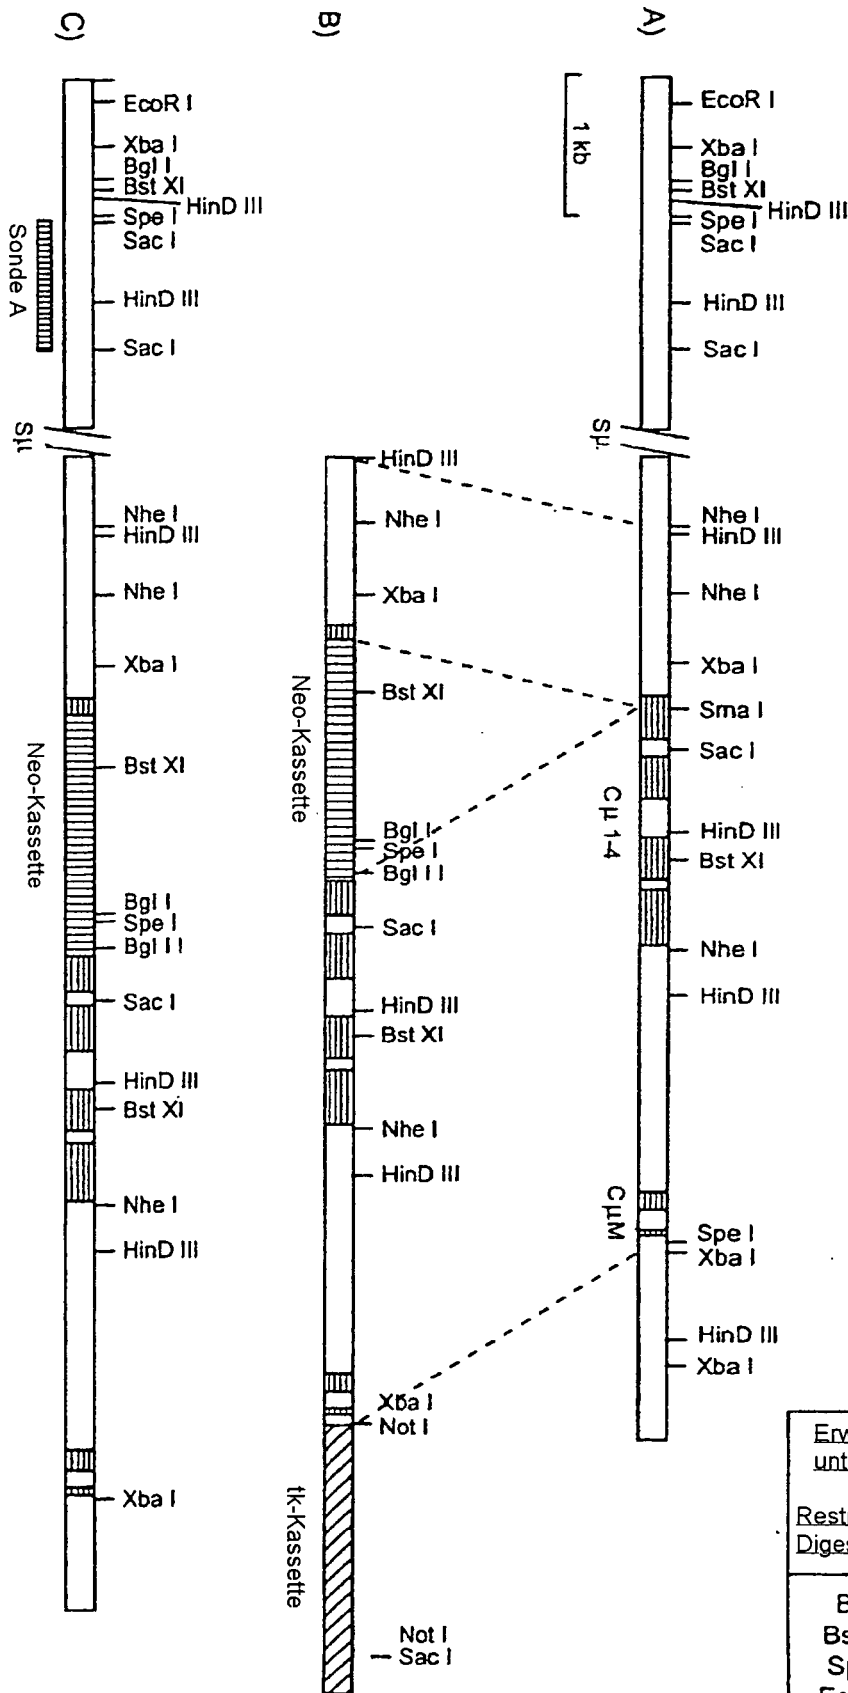 C)
EcoR I
Xba I
Bgl I
Bst XI
HinD III
Spe I
Sac I
HinD III
Sac I
Sonde A
Sμ
Nhe I
HinD III
Nhe I
Xba I
Bst XI
Neo-Kassette
Bgl I
Spe I
Bgl II
Sac I
HinD III
Bst XI
Nhe I
HinD III
Xba I
B)
HinD III
Nhe I
Xba I
Neo-Kassette
Bst XI
Bgl I
Spe I
Bgl II
Sac I
HinD III
Bst XI
Nhe I
HinD III
Xba I
Not I
tk-Kassette
Not I
Sac I
A)
1 kb
EcoR I
Xba I
Bgl I
Bst XI
HinD III
Spe I
Sac I
HinD III
Sac I
Sμ
Nhe I
HinD III
Nhe I
Xba I
Sma I
Sac I
Cμ 1-4
HinD III
Bst XI
Nhe I
HinD III
CμM
Spe I
Xba I
HinD III
Xba I